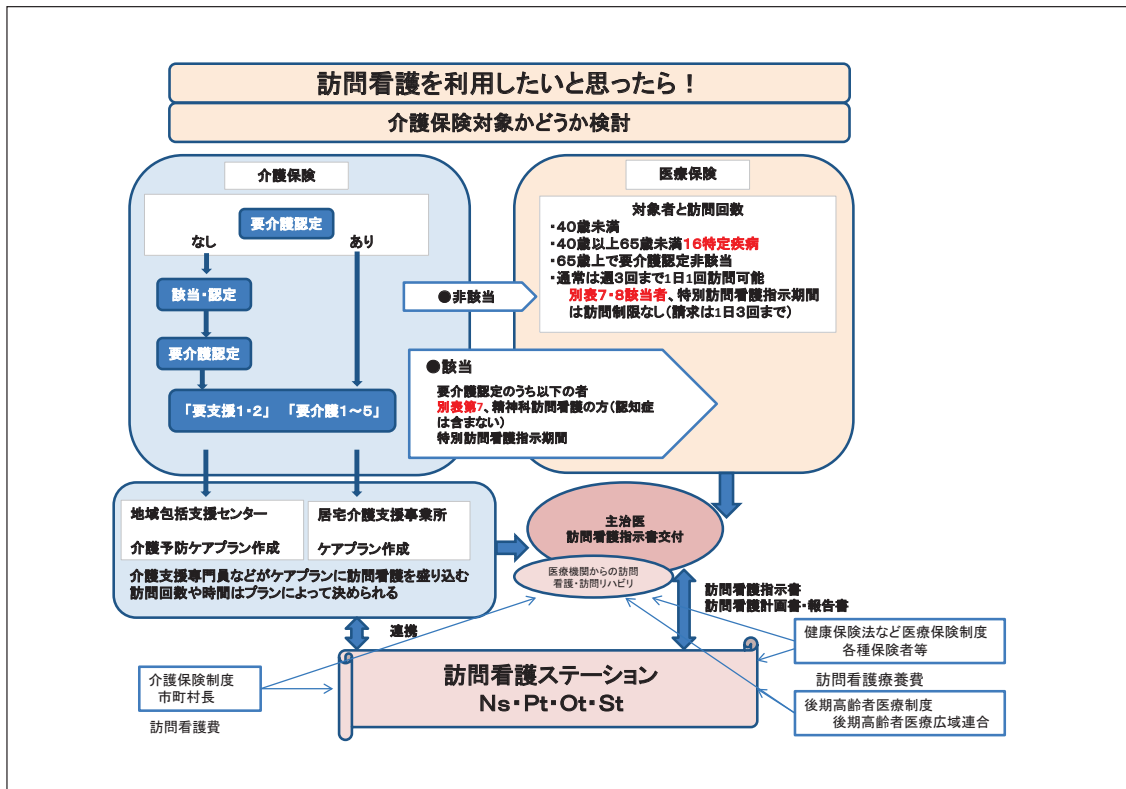 訪問看護を利用したいと思ったら！
介護保険対象かどうか検討
介護保険
要介護認定
なし
あり
該当・認定
要介護認定
「要支援1・2」 「要介護1～5」
医療保険
対象者と訪問回数
・40歳未満
・40歳以上65歳未満16特定疾病
・65歳上で要介護認定非該当
・通常は週3回まで1日1回訪問可能
別表7・8該当者、特別訪問看護指示期間
は訪問制限なし（請求は1日3回まで）
●非該当
●該当
要介護認定のうち以下の者
別表第7、精神科訪問看護の方（認知症
は含まない）
特別訪問看護指示期間
地域包括支援センター
介護予防ケアプラン作成
居宅介護支援事業所
ケアプラン作成
介護支援専門員などがケアプランに訪問看護を盛り込む
訪問回数や時間はプランによって決められる
主治医
訪問看護指示書交付
医療機関からの訪問
看護・訪問リハビリ
訪問看護指示書
訪問看護計画書・報告書
連携
訪問看護ステーション
Ns・Pt・Ot・St
介護保険制度
市町村長
訪問看護費
健康保険法など医療保険制度
各種保険者等
訪問看護療養費
後期高齢者医療制度
後期高齢者医療広域連合